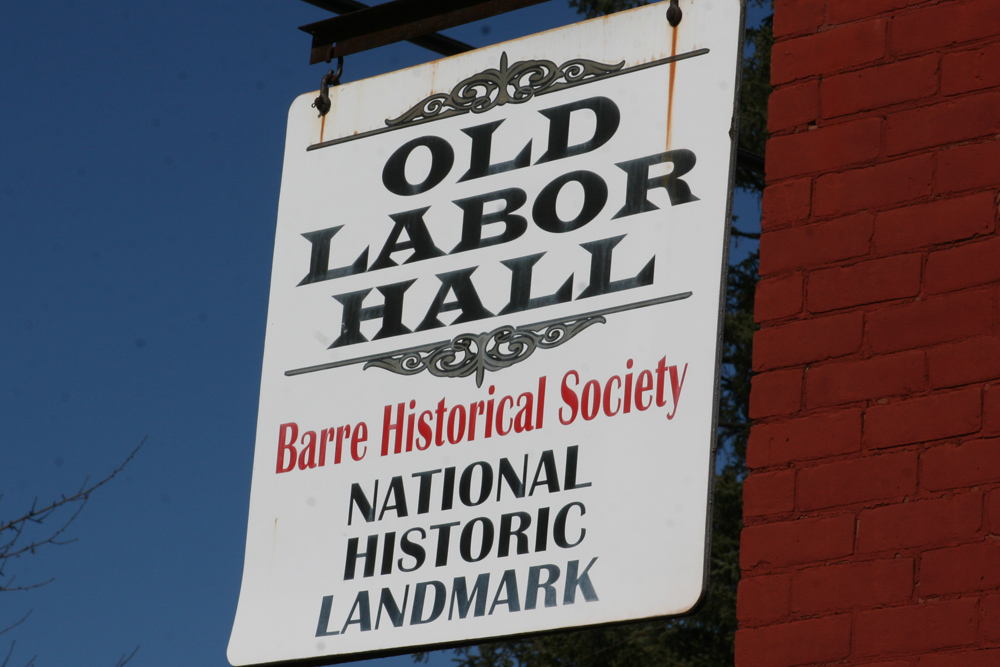 OLD
LABOR
HALL
Barre Historical Society
NATIONAL
HISTORIC
LANDMARK